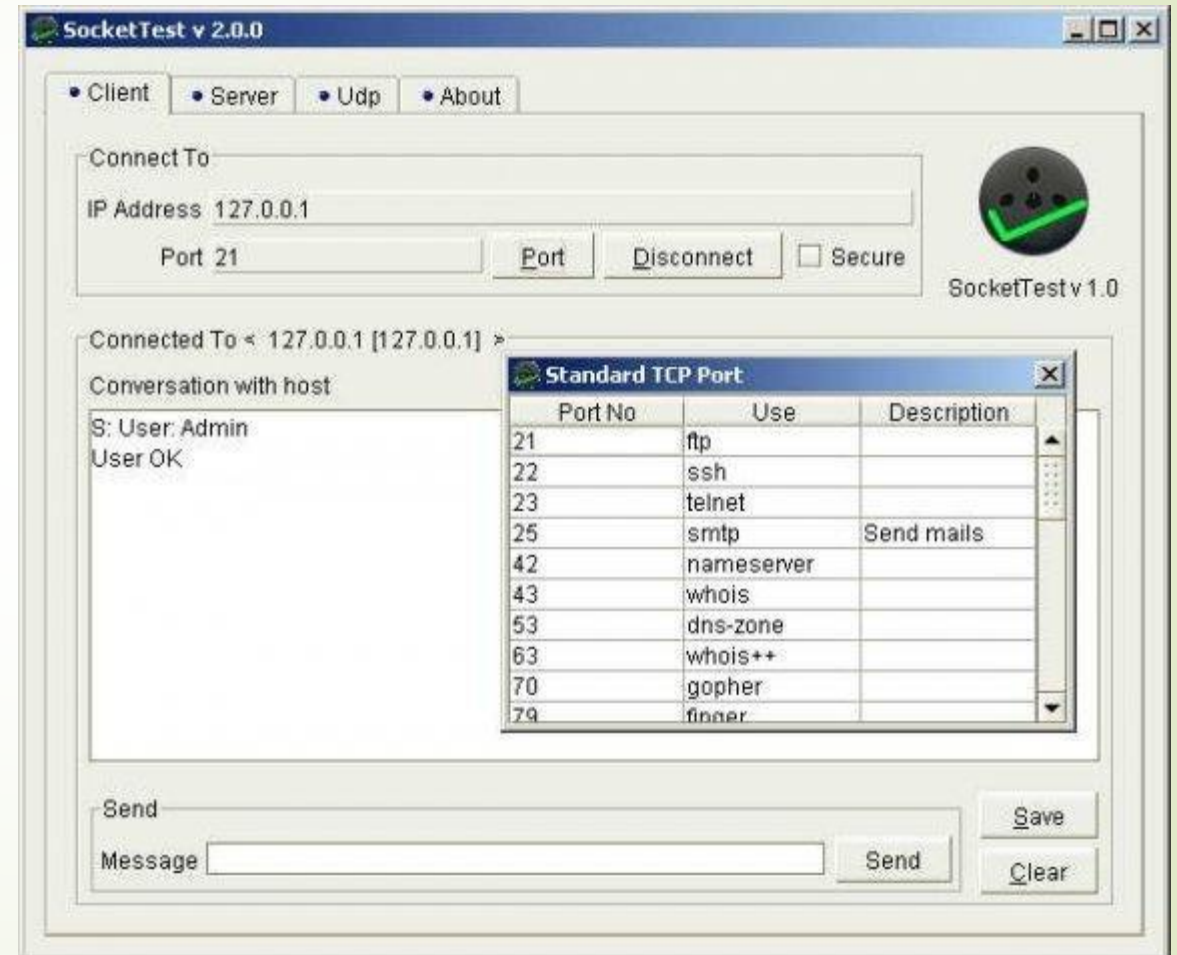 SocketTest v 2.0.0
Client Server Udp About
Connect To
IP Address 127.0.0.1
Port 21 Port Disconnect Secure
SocketTest v 1.0
Connected To < 127.0.0.1 [127.0.0.1] >
Conversation with host
S: User: Admin
User OK
Standard TCP Port
Port No Use Description
21 ftp
22 ssh
23 telnet
25 smtp Send mails
42 nameserver
43 whois
53 dns-zone
63 whois++
70 gopher
79 finger
Send
Message Send
Save
Clear